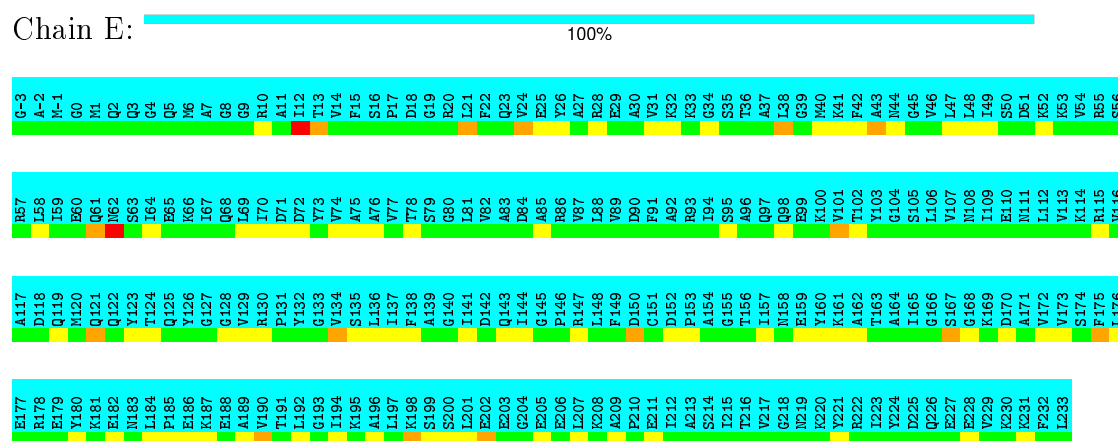 Chain E:
100%
G-3 A-2 M-1 G0 M1 Q2 Q3 G4 Q5 M6 A7 G8 G9 R10 A11 I12 T13 V14 F15 S16 P17 D18 G19 R20 L21 F22 Q23 V24 E25 Y26 A27 R28 E29 A30 V31 K32 K33 G34 S35 T36 A37 L38 G39 M40 K41 F42 A43 N44 G45 V46 L47 L48 I49 S50 D51 K52 K53 V54 R55 S56
R57 L58 I59 E60 Q61 N62 S63 I64 E65 K66 I67 Q68 L69 I70 D71 D72 Y73 V74 A75 A76 V77 T78 S79 G80 L81 V82 A83 D84 A85 R86 V87 L88 V89 D90 F91 A92 R93 I94 S95 A96 Q97 Q98 E99 K100 V101 T102 Y103 G104 S105 L106 V107 N108 I109 E110 N111 L112 V113 K114 R115 V116
A117 D118 Q119 M120 Q121 Q122 Y123 T124 Q125 Y126 G127 G128 V129 R130 P131 Y132 G133 V134 S135 L136 I137 F138 A139 G140 I141 D142 Q143 I144 G145 P146 R147 L148 F149 D150 C151 D152 P153 A154 G155 T156 I157 N158 E159 Y160 K161 A162 T163 A164 I165 G166 S167 G168 K169 D170 A171 V172 V173 S174 F175 L176
E177 R178 E179 Y180 K181 E182 N183 L184 P185 E186 K187 E188 A189 V190 T191 L192 G193 I194 K195 A196 L197 K198 S199 S200 L201 E202 E203 G204 E205 E206 L207 K208 A209 P210 E211 I212 A213 S214 I215 T216 V217 G218 N219 K220 Y221 R222 I223 Y224 D225 Q226 E227 E228 V229 K230 K231 F232 L233